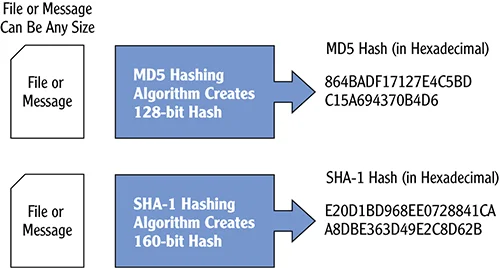 File or Message
Can Be Any Size
File or
Message
MD5 Hashing
Algorithm Creates
128-bit Hash
MD5 Hash (in Hexadecimal)
864BADF17127E4C5BD
C15A694370B4D6
File or
Message
SHA-1 Hashing
Algorithm Creates
160-bit Hash
SHA-1 Hash (in Hexadecimal)
E20D1BD968EE0728841CA
A8DBE363D49E2C8D62B